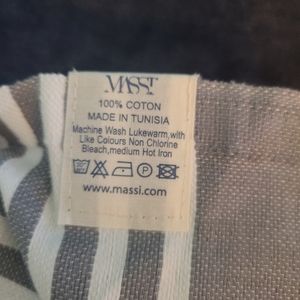 MASSI
100% COTON
MADE IN TUNISIA
Machine Wash Lukewarm,with
Like Colours Non Chlorine
Bleach,medium Hot Iron
www.massi.com